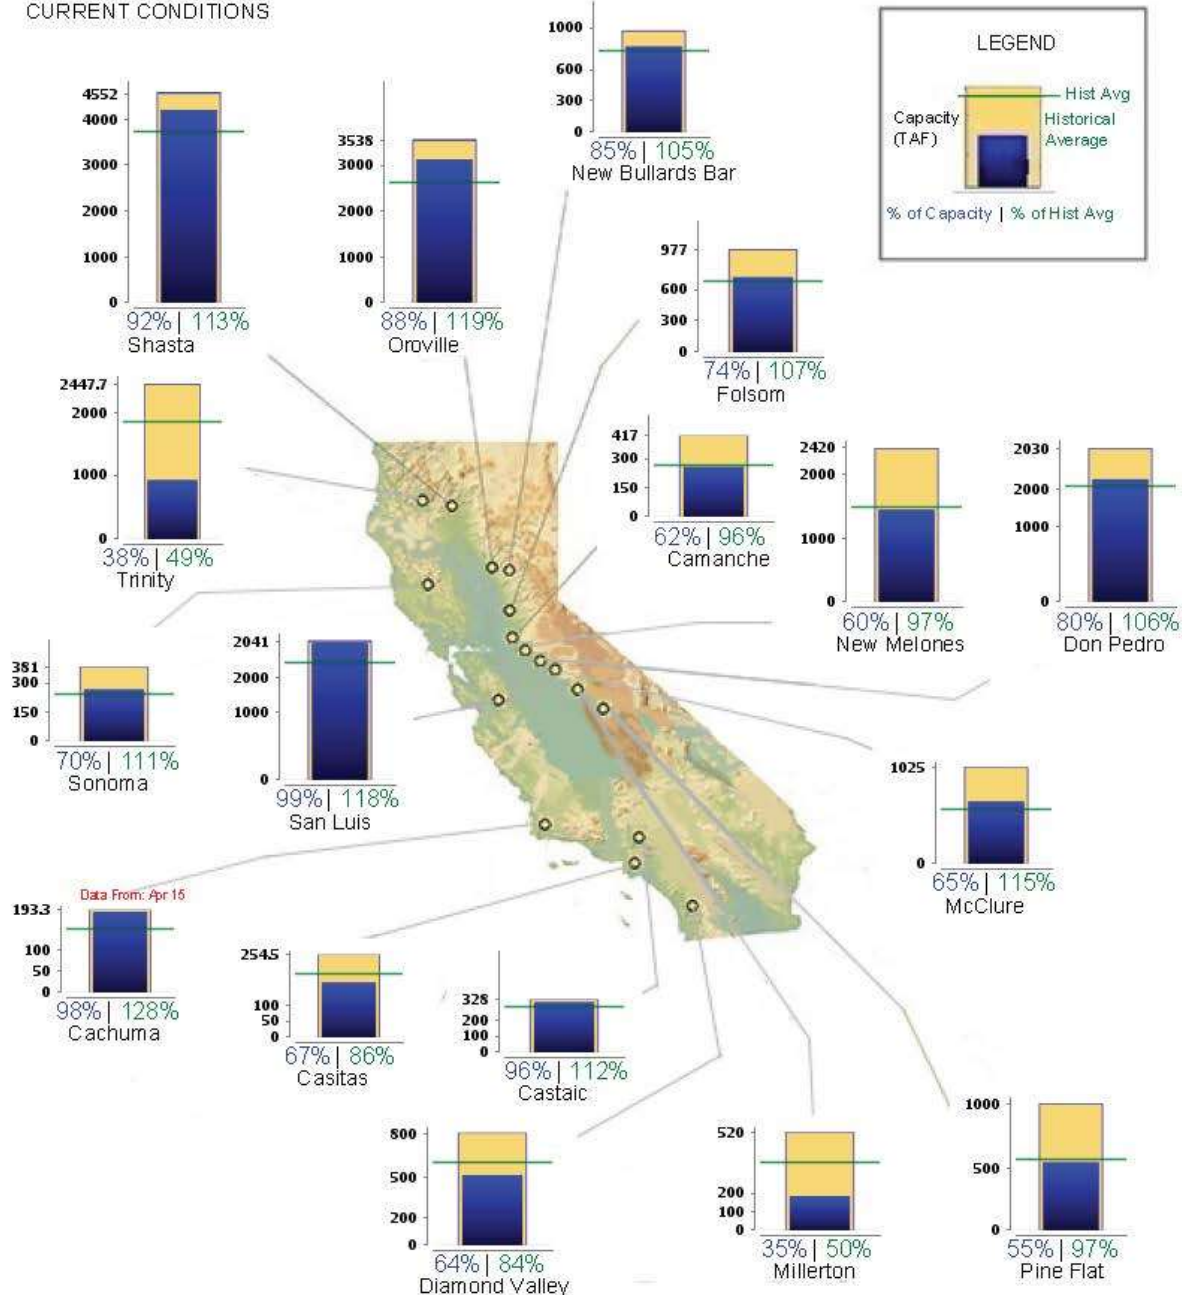 CURRENT CONDITIONS
1000
600
300
0
85% | 105%
New Bullards Bar
LEGEND
Hist Avg
Capacity
(TAF)
Historical
Average
% of Capacity | % of Hist Avg
4552
4000
3000
2000
1000
0
92% | 113%
Shasta
3538
3000
2000
1000
0
88% | 119%
Oroville
977
600
300
0
74% | 107%
Folsom
2447.7
2000
1000
0
38% | 49%
Trinity
417
300
150
0
62% | 96%
Camanche
2420
2000
1000
0
60% | 97%
New Melones
2030
2000
1000
0
80% | 106%
Don Pedro
381
300
150
0
70% | 111%
Sonoma
2041
2000
1000
0
99% | 118%
San Luis
1025
0
65% | 115%
McClure
Data From: Apr 15
193.3
100
50
0
98% | 128%
Cachuma
254.5
100
50
0
67% | 86%
Casitas
328
200
100
0
96% | 112%
Castaic
800
500
200
0
64% | 84%
Diamond Valley
520
200
100
0
35% | 50%
Millerton
1000
500
0
55% | 97%
Pine Flat